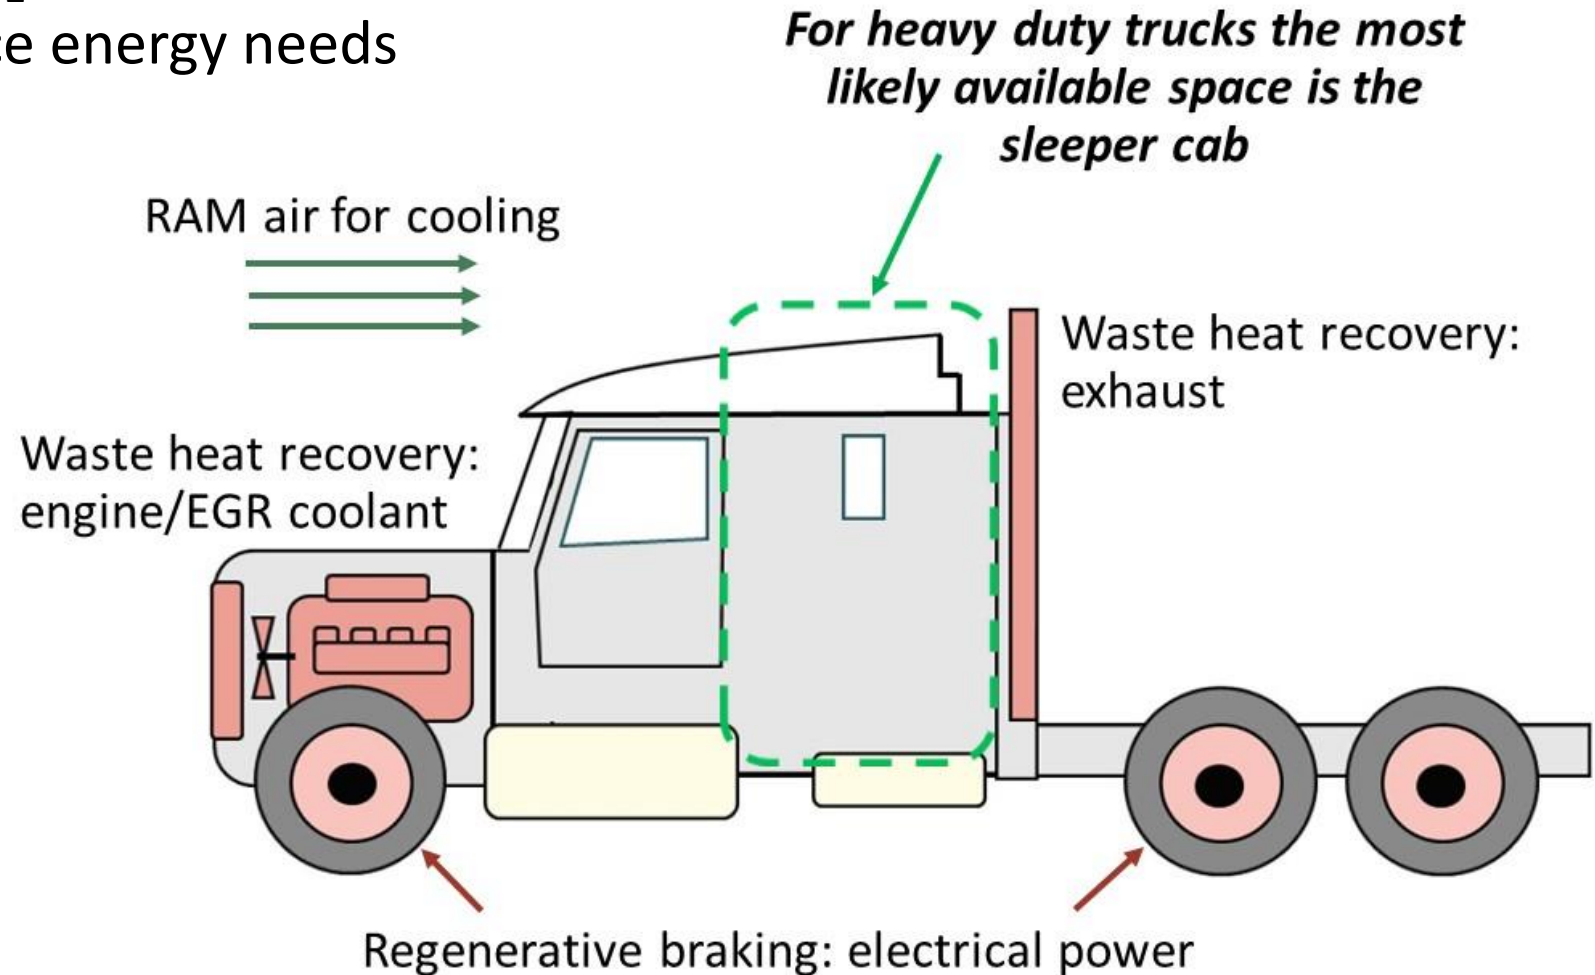 energy needs
For heavy duty trucks the most
likely available space is the
sleeper cab
RAM air for cooling
Waste heat recovery:
exhaust
Waste heat recovery:
engine/EGR coolant
Regenerative braking: electrical power